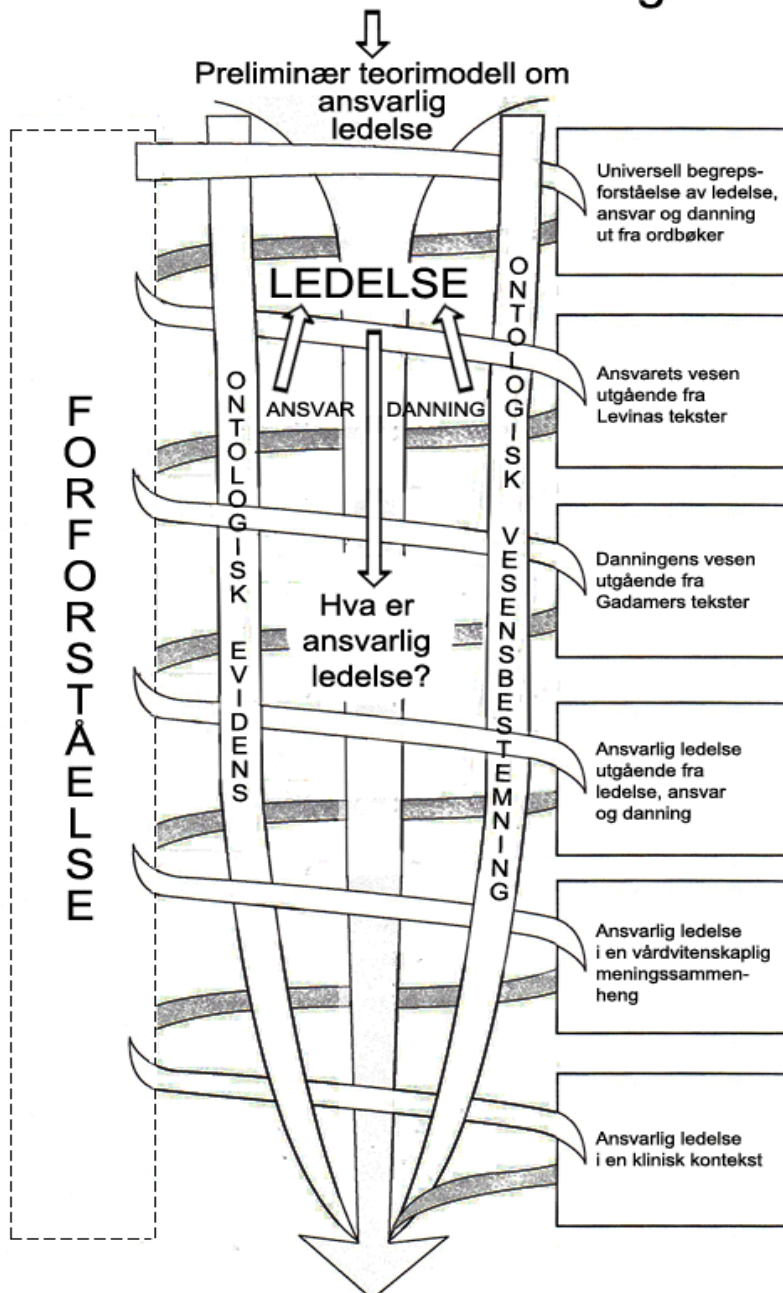 Preliminær teorimodell om
ansvarlig
ledelse
FORFORSTÅELSE
ONTOLOGISK EVIDENS
LEDELSE
ANSVAR
DANNING
Hva er
ansvarlig
ledelse?
ONTOLOGISK VESENSBESTEMNING
Universell begreps-
forståelse av ledelse,
ansvar og danning
ut fra ordbøker
Ansvarets vesen
utgående fra
Levinas tekster
Danningens vesen
utgående fra
Gadamers tekster
Ansvarlig ledelse
utgående fra
ledelse, ansvar
og danning
Ansvarlig ledelse
i en vårdvitenskaplig
meningssammen-
heng
Ansvarlig ledelse
i en klinisk kontekst